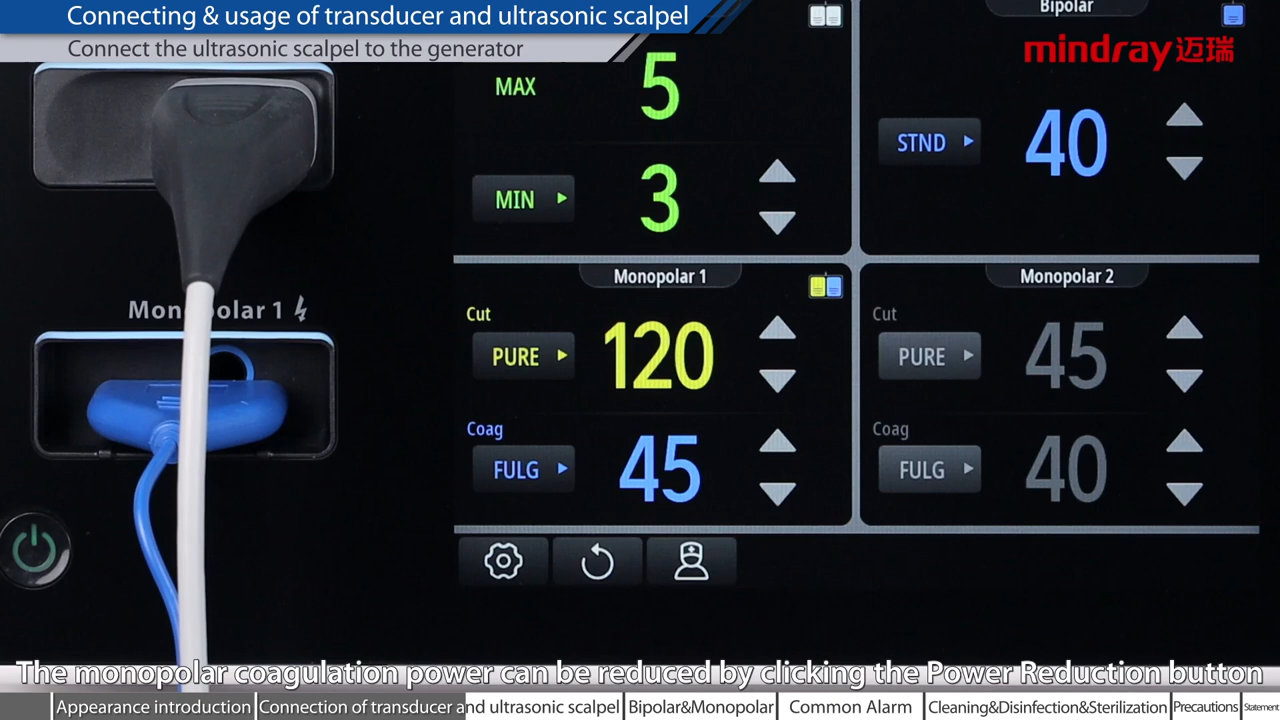 Connecting & usage of transducer and ultrasonic scalpel
Connect the ultrasonic scalpel to the generator
mindray 迈瑞
Bipolar
MAX
5
MIN
3
STND
40
Monopolar 1
Monopolar 1
Cut
PURE
120
Coag
FULG
45
Monopolar 2
Cut
PURE
45
Coag
FULG
40
The monopolar coagulation power can be reduced by clicking the Power Reduction button
Appearance introduction
Connection of transducer and ultrasonic scalpel
Bipolar&Monopolar
Common Alarm
Cleaning&Disinfection&Sterilization
Precautions
Statement